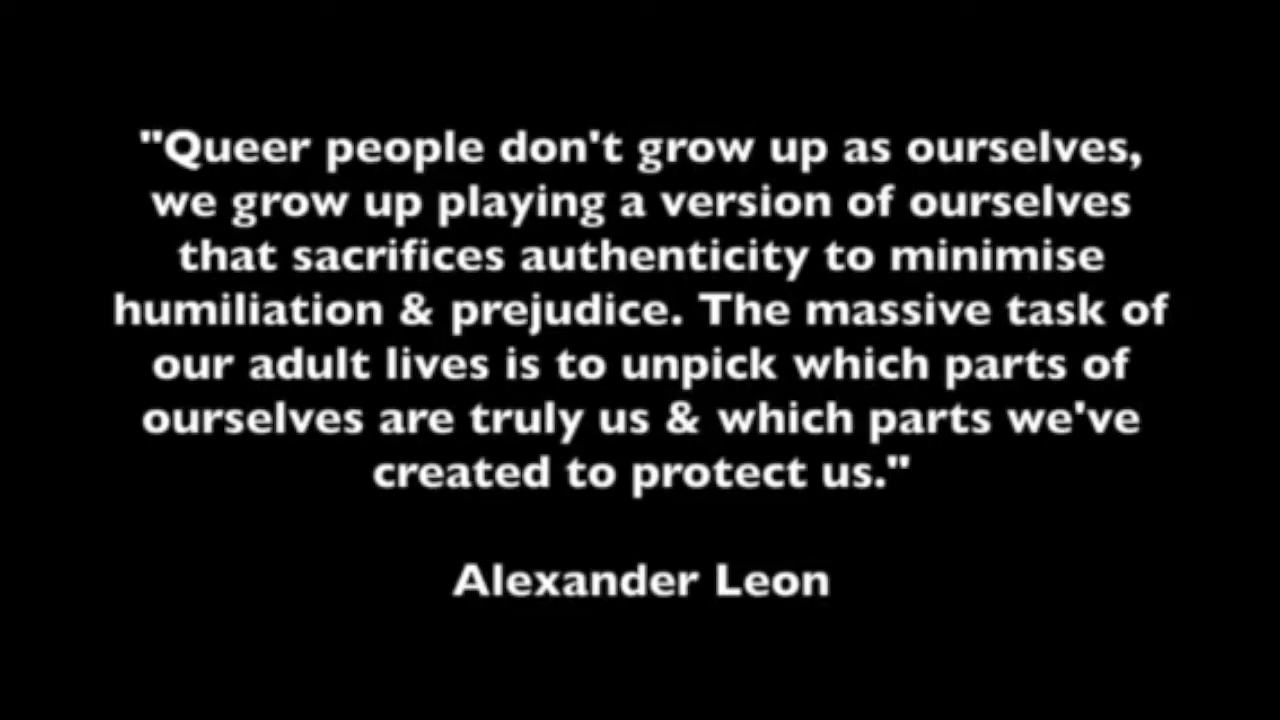 "Queer people don't grow up as ourselves,
we grow up playing a version of ourselves
that sacrifices authenticity to minimise
humiliation & prejudice. The massive task of
our adult lives is to unpick which parts of
ourselves are truly us & which parts we've
created to protect us."
Alexander Leon